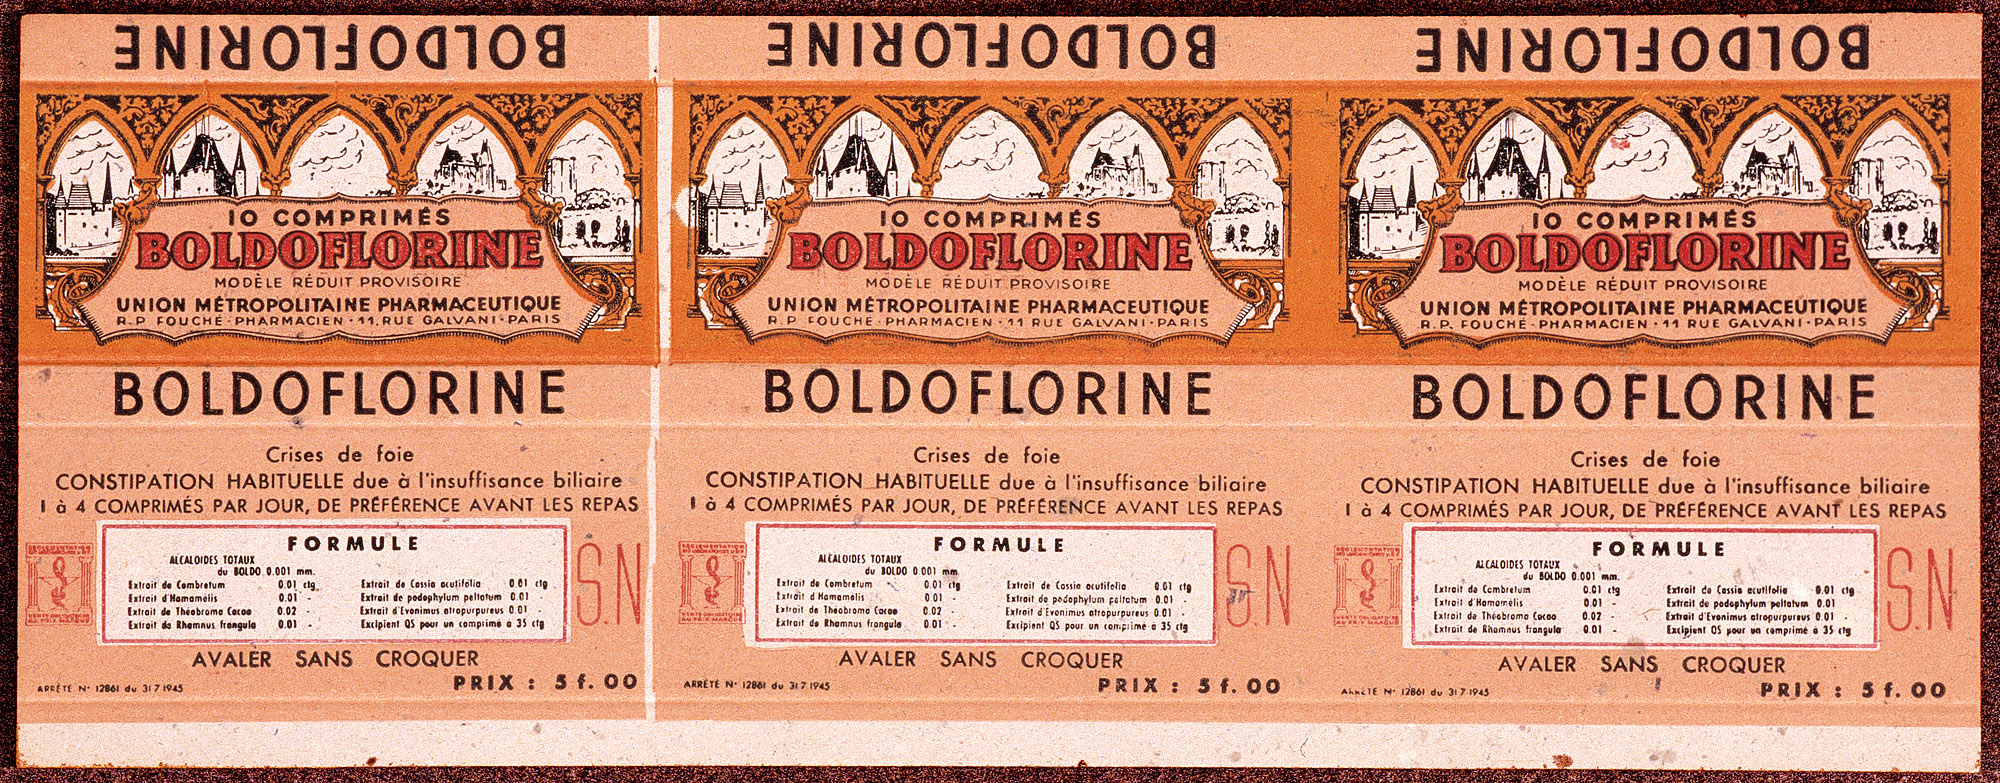 BOLDOFLORINE
10 COMPRIMÉS
BOLDOFLORINE
MODÈLE RÉDUIT PROVISOIRE
UNION MÉTROPOLITAINE PHARMACEUTIQUE
R.P. FOUCHÉ - PHARMACIEN · 11, RUE GALVANI - PARIS
BOLDOFLORINE
Crises de foie
CONSTIPATION HABITUELLE due à l'insuffisance biliaire
1 à 4 COMPRIMÉS PAR JOUR, DE PRÉFÉRENCE AVANT LES REPAS
FORMULE
ALCALOIDES TOTAUX
du BOLDO 0.001 mm.
Extrait de Combretum 0.01 ctg
Extrait d'Hamamélis 0.01 -
Extrait de Théobroma Cacao 0.02 -
Extrait de Rhamnus frangula 0.01 -
Extrait de Cassia acutifolia 0.01 ctg
Extrait de podophylum peltatum 0.01 -
Extrait d'Evonimus atropurpureus 0.01 -
Excipient QS pour un comprimé à 35 ctg
S.N
AVALER SANS CROQUER
ARRÊTÉ N° 12861 du 31 7 1945
PRIX : 5 f. 00
BOLDOFLORINE
10 COMPRIMÉS
BOLDOFLORINE
MODÈLE RÉDUIT PROVISOIRE
UNION MÉTROPOLITAINE PHARMACEUTIQUE
R.P. FOUCHÉ - PHARMACIEN · 11 RUE GALVANI - PARIS
BOLDOFLORINE
Crises de foie
CONSTIPATION HABITUELLE due à l'insuffisance biliaire
1 à 4 COMPRIMÉS PAR JOUR, DE PRÉFÉRENCE AVANT LES REPAS
FORMULE
ALCALOIDES TOTAUX
du BOLDO 0.001 mm.
Extrait de Combretum 0.01 ctg
Extrait d'Hamamélis 0.01 -
Extrait de Théobroma Cacao 0.02 -
Extrait de Rhamnus frangula 0.01 -
Extrait de Cassia acutifolia 0.01 ctg
Extrait de podophylum peltatum 0.01 -
Extrait d'Evonimus atropurpureus 0.01 -
Excipient QS pour un comprimé à 35 ctg
S.N
AVALER SANS CROQUER
ARRÊTÉ N° 12861 du 31 7 1945
PRIX : 5 f. 00
BOLDOFLORINE
10 COMPRIMÉS
BOLDOFLORINE
MODÈLE RÉDUIT PROVISOIRE
UNION MÉTROPOLITAINE PHARMACEUTIQUE
R.P. FOUCHÉ - PHARMACIEN · 11 RUE GALVANI - PARIS
BOLDOFLORINE
Crises de foie
CONSTIPATION HABITUELLE due à l'insuffisance biliaire
1 à 4 COMPRIMÉS PAR JOUR, DE PRÉFÉRENCE AVANT LES REPAS
FORMULE
ALCALOIDES TOTAUX
du BOLDO 0.001 mm.
Extrait de Combretum 0.01 ctg
Extrait d'Hamamélis 0.01 -
Extrait de Théobroma Cacao 0.02 -
Extrait de Rhamnus frangula 0.01 -
Extrait de Cassia acutifolia 0.01 ctg
Extrait de podophylum peltatum 0.01 -
Extrait d'Evonimus atropurpureus 0.01 -
Excipient QS pour un comprimé à 35 ctg
S.N
AVALER SANS CROQUER
ARRÊTÉ N° 12861 du 31 7 1945
PRIX : 5 f. 00